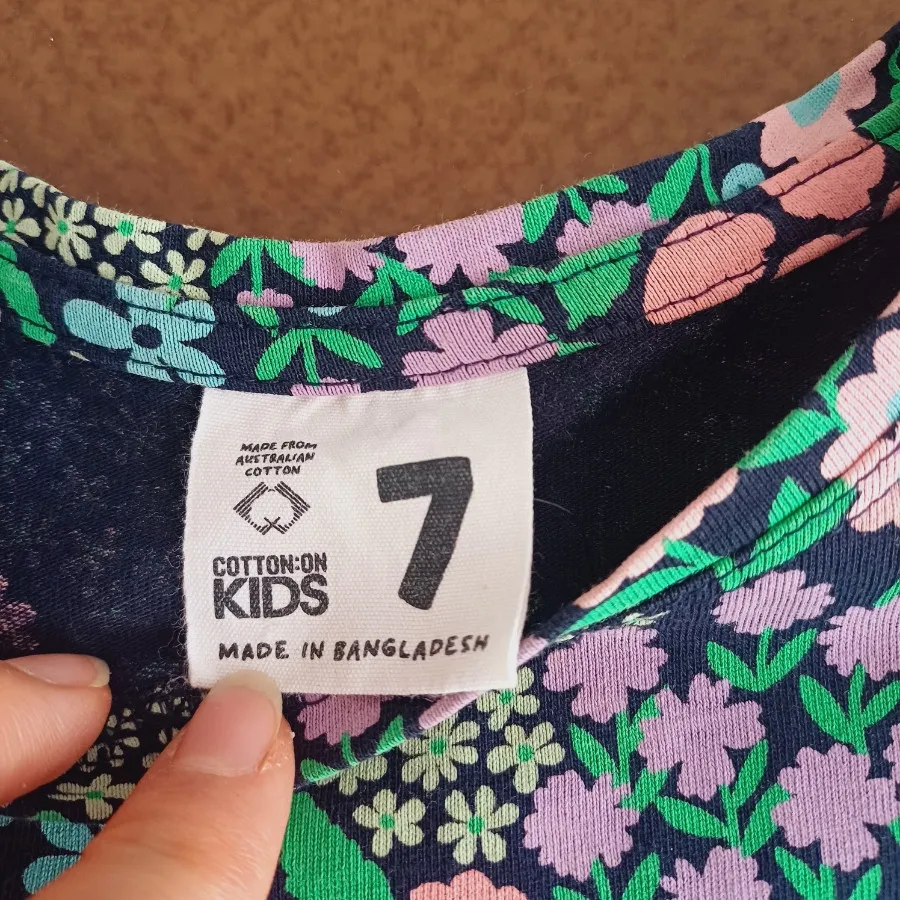 MADE FROM
AUSTRALIAN
COTTON
7
COTTON:ON
KIDS
MADE IN BANGLADESH